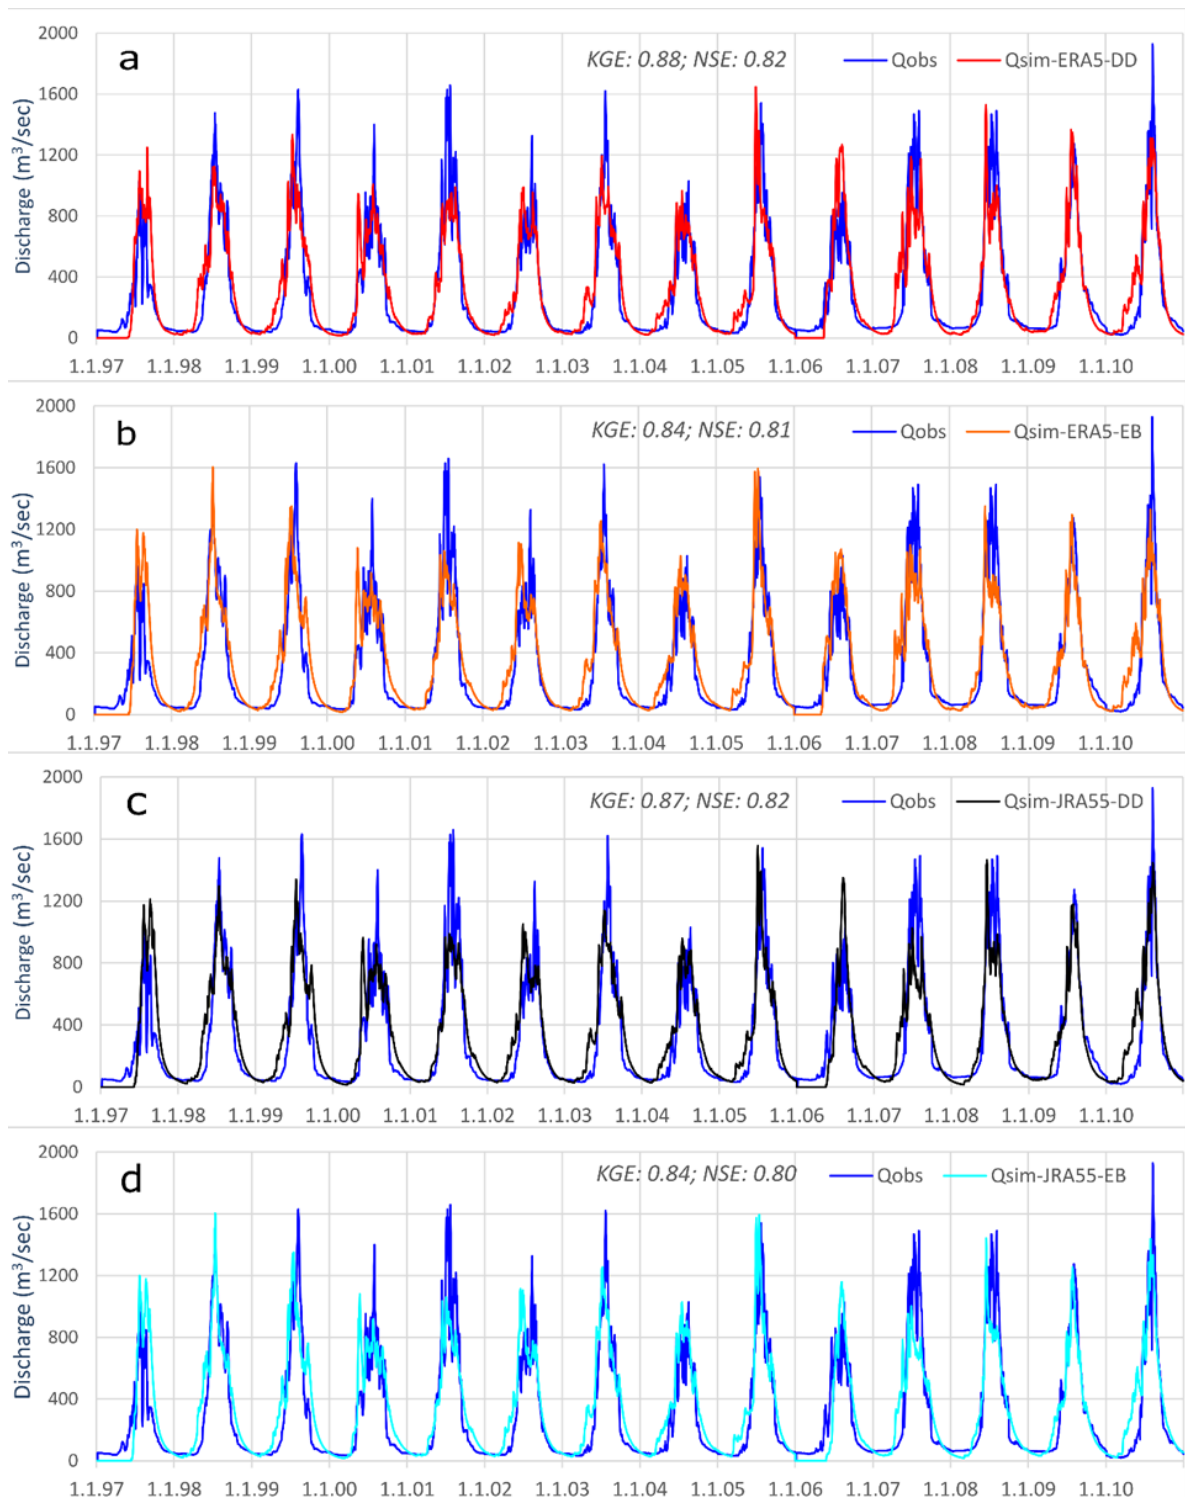 2000
a
KGE: 0.88; NSE: 0.82
Qobs
Qsim-ERA5-DD
1600
1200
800
400
0
Discharge (m³/sec)
1.1.97 1.1.98 1.1.99 1.1.00 1.1.01 1.1.02 1.1.03 1.1.04 1.1.05 1.1.06 1.1.07 1.1.08 1.1.09 1.1.10
2000
b
KGE: 0.84; NSE: 0.81
Qobs
Qsim-ERA5-EB
1600
1200
800
400
0
Discharge (m³/sec)
1.1.97 1.1.98 1.1.99 1.1.00 1.1.01 1.1.02 1.1.03 1.1.04 1.1.05 1.1.06 1.1.07 1.1.08 1.1.09 1.1.10
2000
c
KGE: 0.87; NSE: 0.82
Qobs
Qsim-JRA55-DD
1600
1200
800
400
0
Discharge (m³/sec)
1.1.97 1.1.98 1.1.99 1.1.00 1.1.01 1.1.02 1.1.03 1.1.04 1.1.05 1.1.06 1.1.07 1.1.08 1.1.09 1.1.10
2000
d
KGE: 0.84; NSE: 0.80
Qobs
Qsim-JRA55-EB
1600
1200
800
400
0
Discharge (m³/sec)
1.1.97 1.1.98 1.1.99 1.1.00 1.1.01 1.1.02 1.1.03 1.1.04 1.1.05 1.1.06 1.1.07 1.1.08 1.1.09 1.1.10